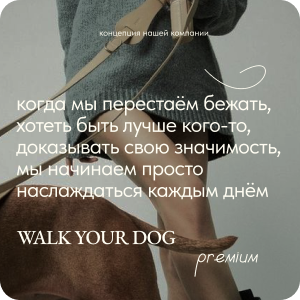 концепция нашей компании
когда мы перестаём бежать,
хотеть быть лучше кого-то,
доказывать свою значимость,
мы начинаем просто
наслаждаться каждым днём
WALK YOUR DOG
premium